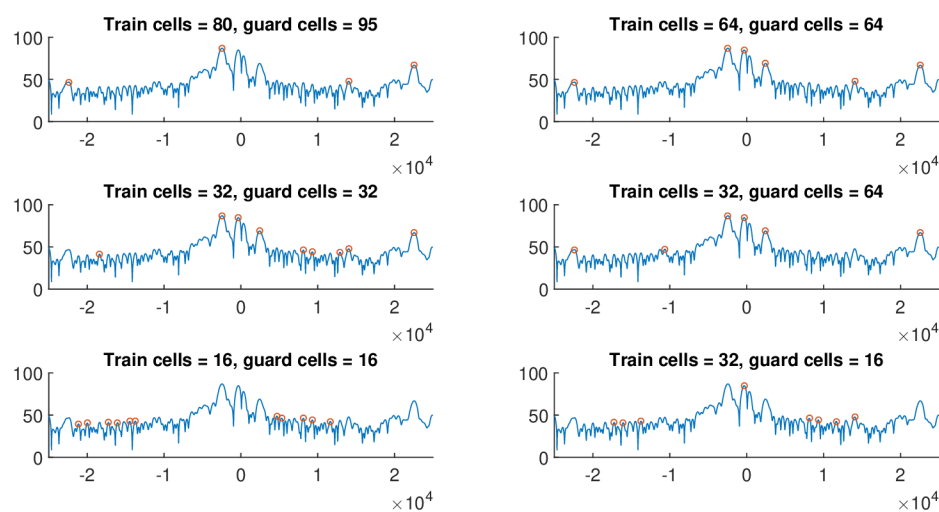 Train cells = 80, guard cells = 95
100
50
0
-2 -1 0 1 2
×10^4
Train cells = 64, guard cells = 64
100
50
0
-2 -1 0 1 2
×10^4
Train cells = 32, guard cells = 32
100
50
0
-2 -1 0 1 2
×10^4
Train cells = 32, guard cells = 64
100
50
0
-2 -1 0 1 2
×10^4
Train cells = 16, guard cells = 16
100
50
0
-2 -1 0 1 2
×10^4
Train cells = 32, guard cells = 16
100
50
0
-2 -1 0 1 2
×10^4